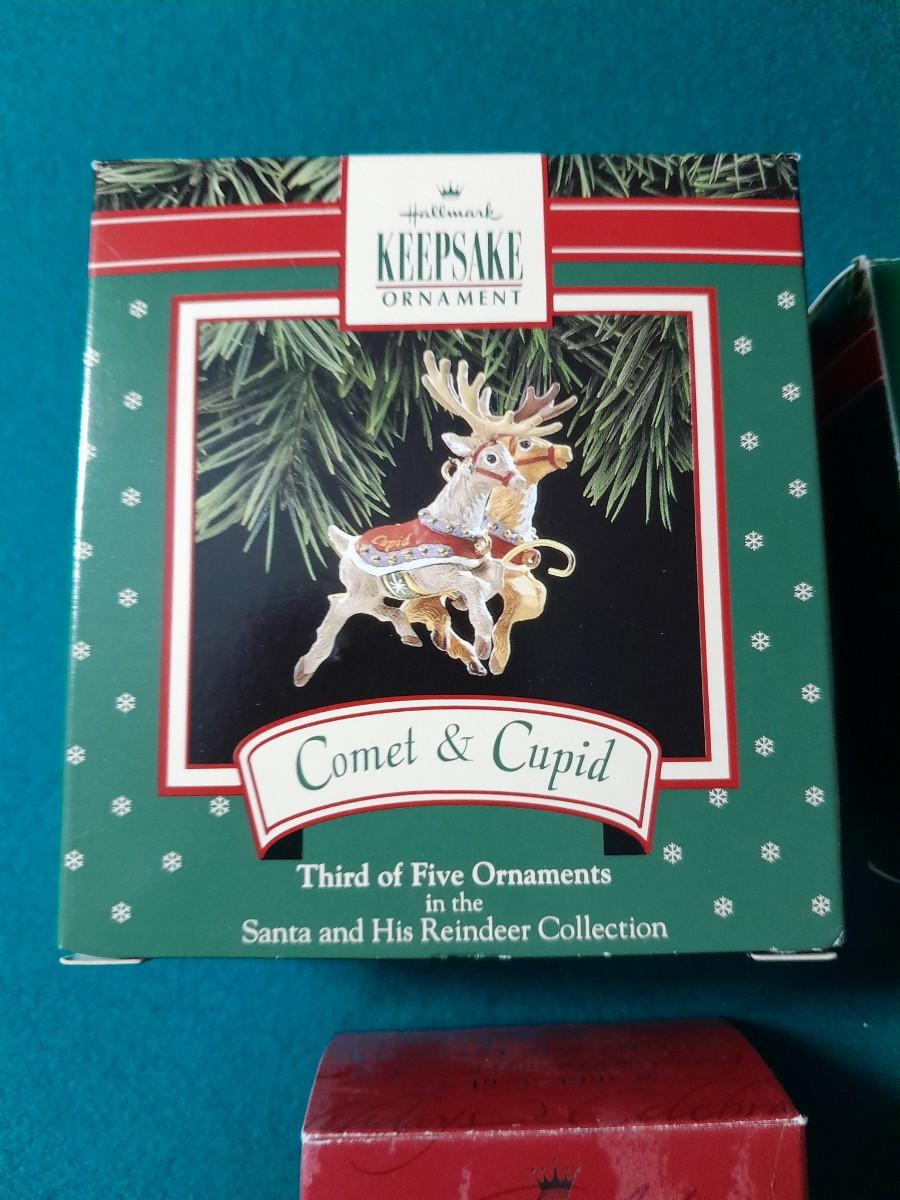 Hallmark
KEEPSAKE
ORNAMENT
Cupid
Comet & Cupid
Third of Five Ornaments
in the
Santa and His Reindeer Collection